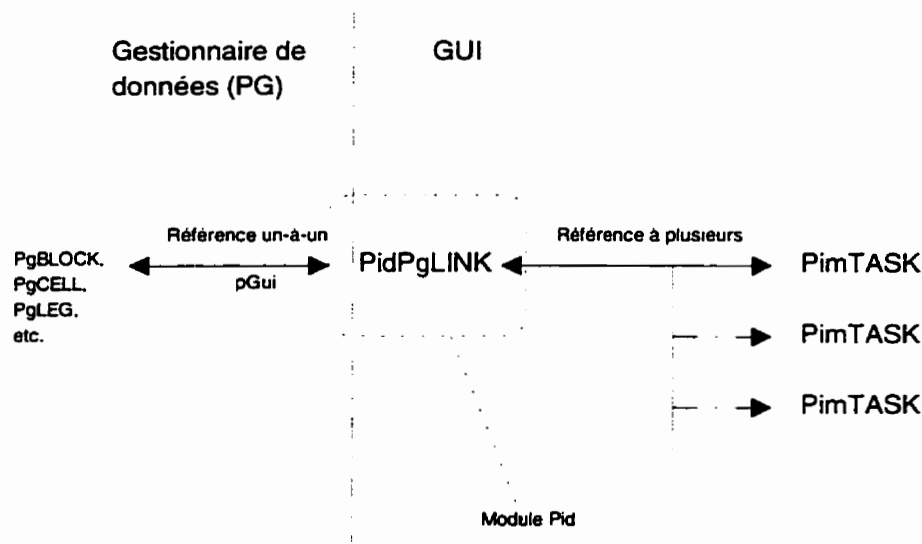 Gestionnaire de
données (PG)
GUI
Référence un-à-un
Référence à plusieurs
PgBLOCK,
PgCELL,
PgLEG,
etc.
pGui
PidPgLINK
PimTASK
PimTASK
PimTASK
Module Pid